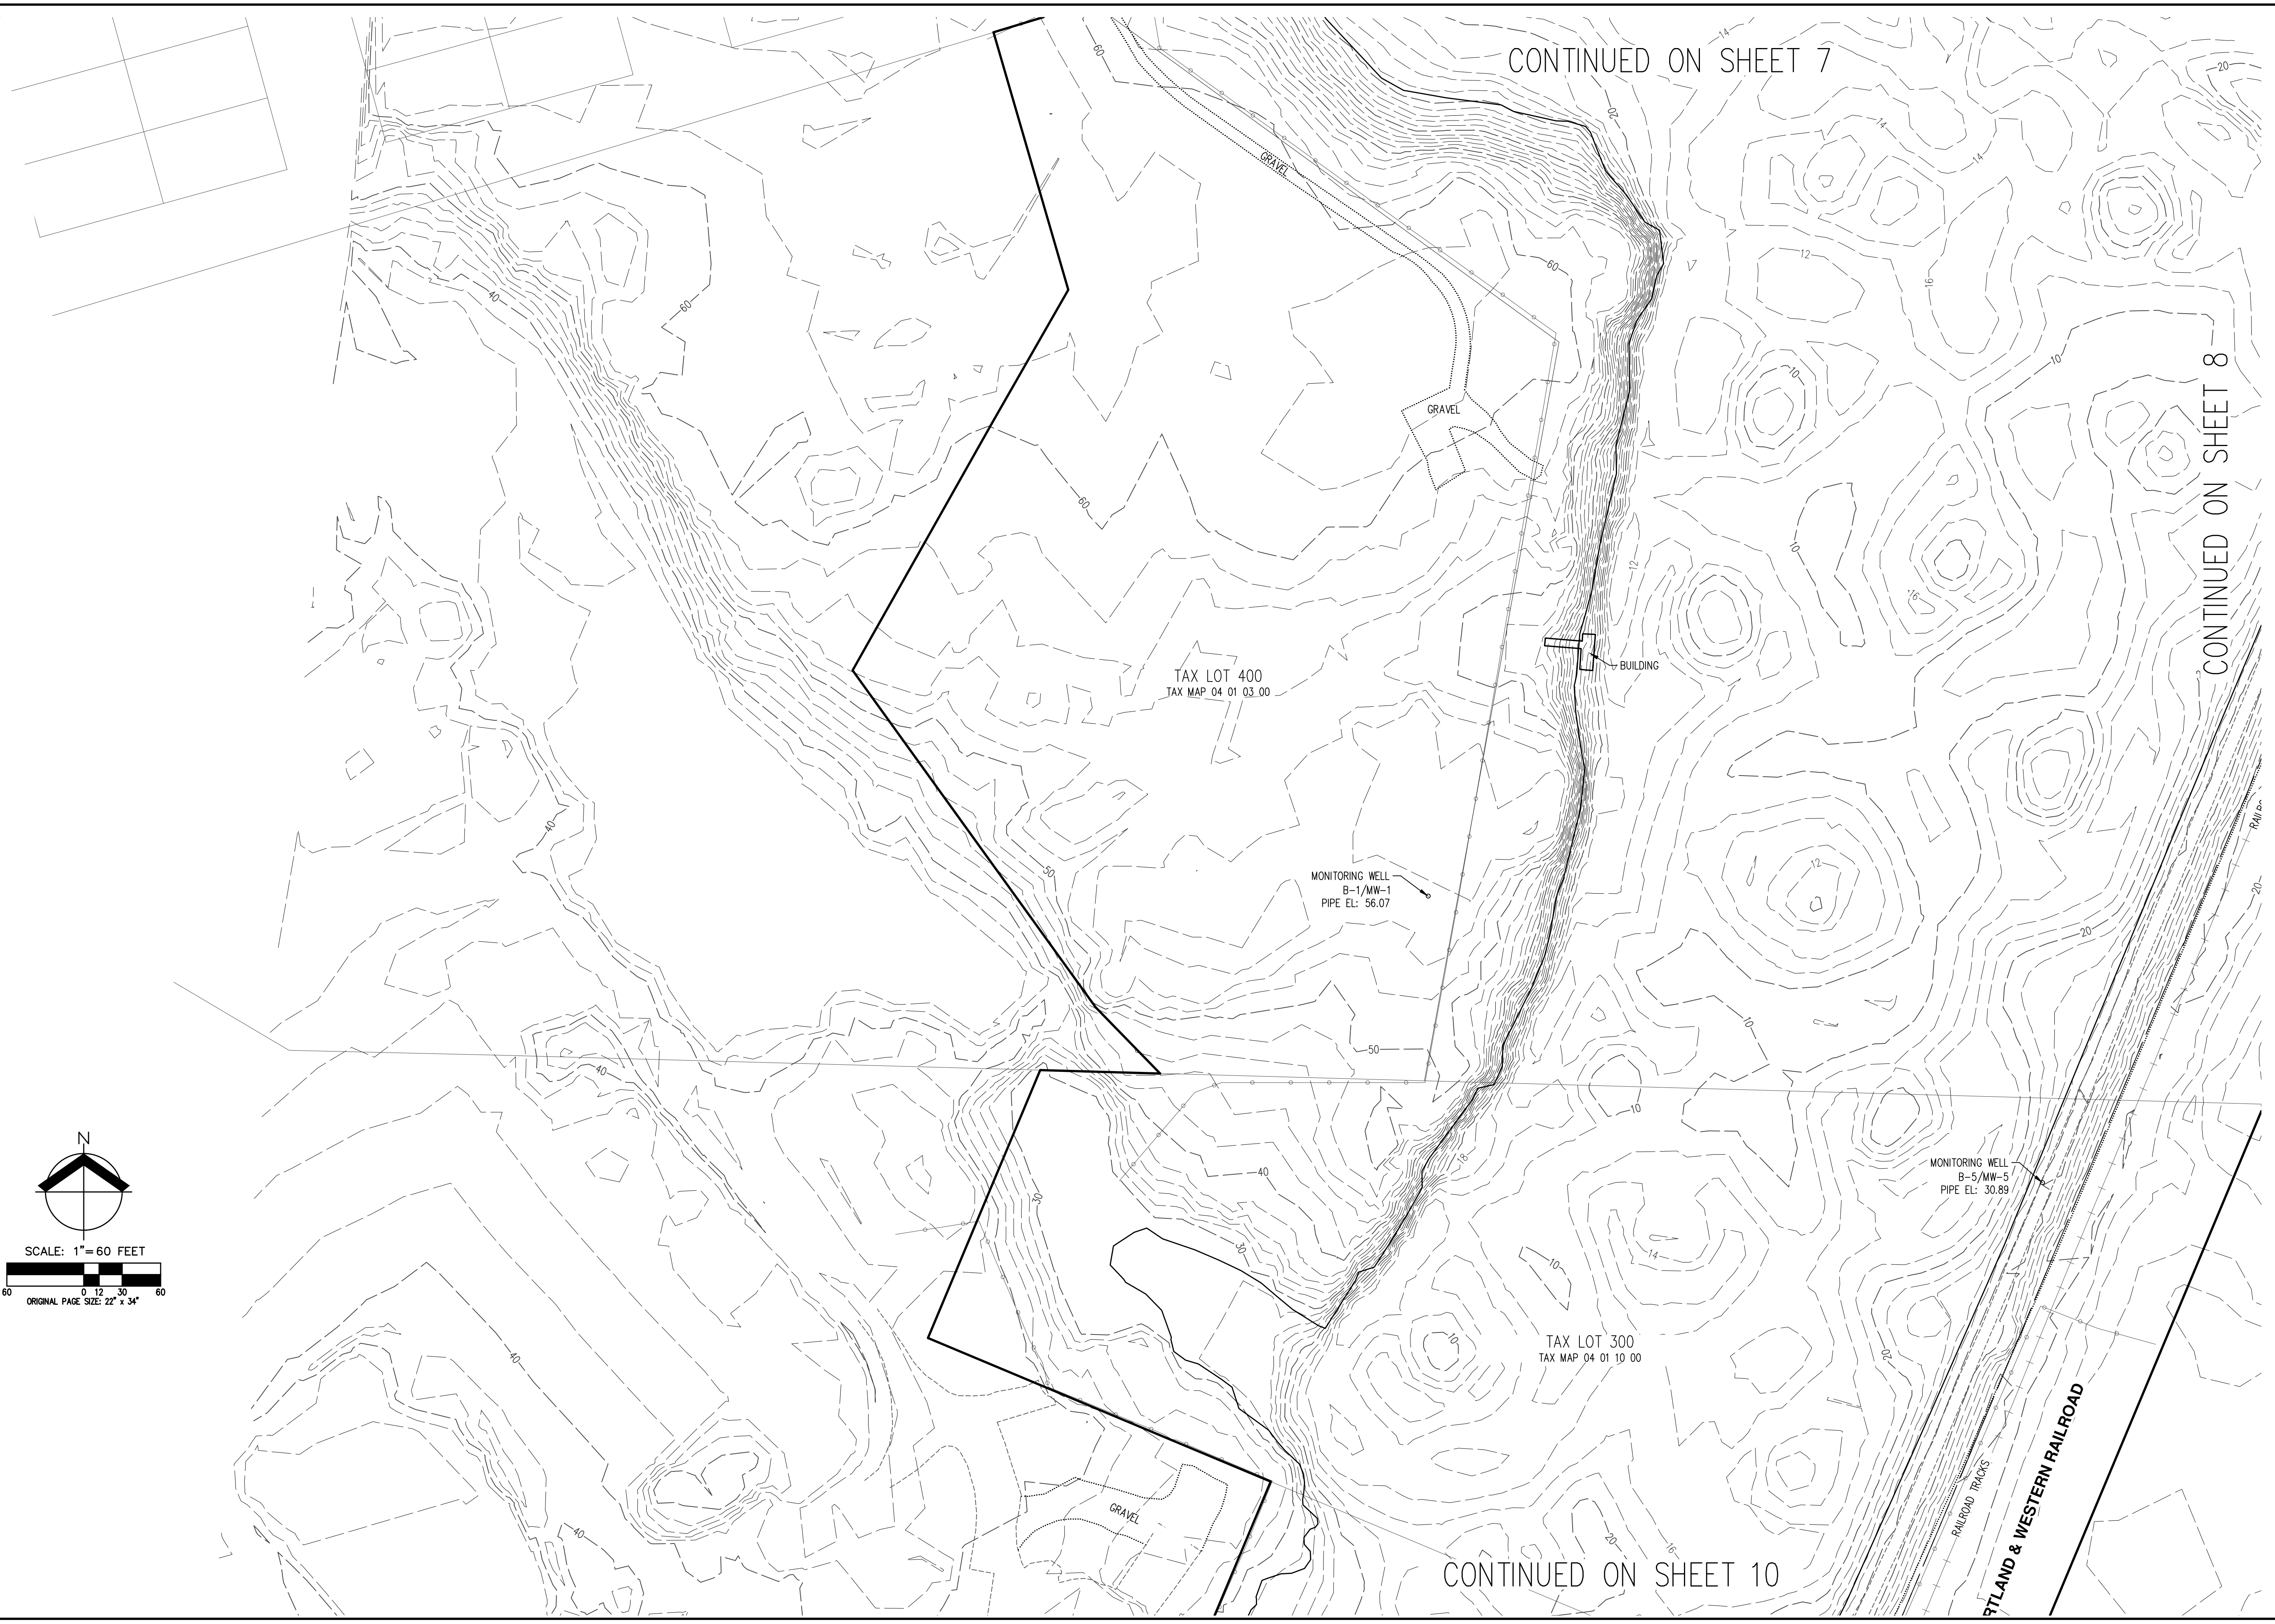 CONTINUED ON SHEET 7
14
20
60
20
14
14
GRAVEL
12
60
16
40
60
10
10
CONTINUED ON SHEET 8
GRAVEL
60
10
12
16
BUILDING
TAX LOT 400
TAX MAP 04 01 03 00
40
50
12
MONITORING WELL
B-1/MW-1
PIPE EL: 56.07
20
20
10
50
40
10
18
40
30
MONITORING WELL
B-5/MW-5
PIPE EL: 30.89
N
SCALE: 1"=60 FEET
60 0 12 30 60
ORIGINAL PAGE SIZE: 22" x 34"
30
14
10
10
TAX LOT 300
TAX MAP 04 01 10 00
20
40
RAILROAD TRACKS
RTLAND & WESTERN RAILROAD
GRAVEL
40
20
16
CONTINUED ON SHEET 10